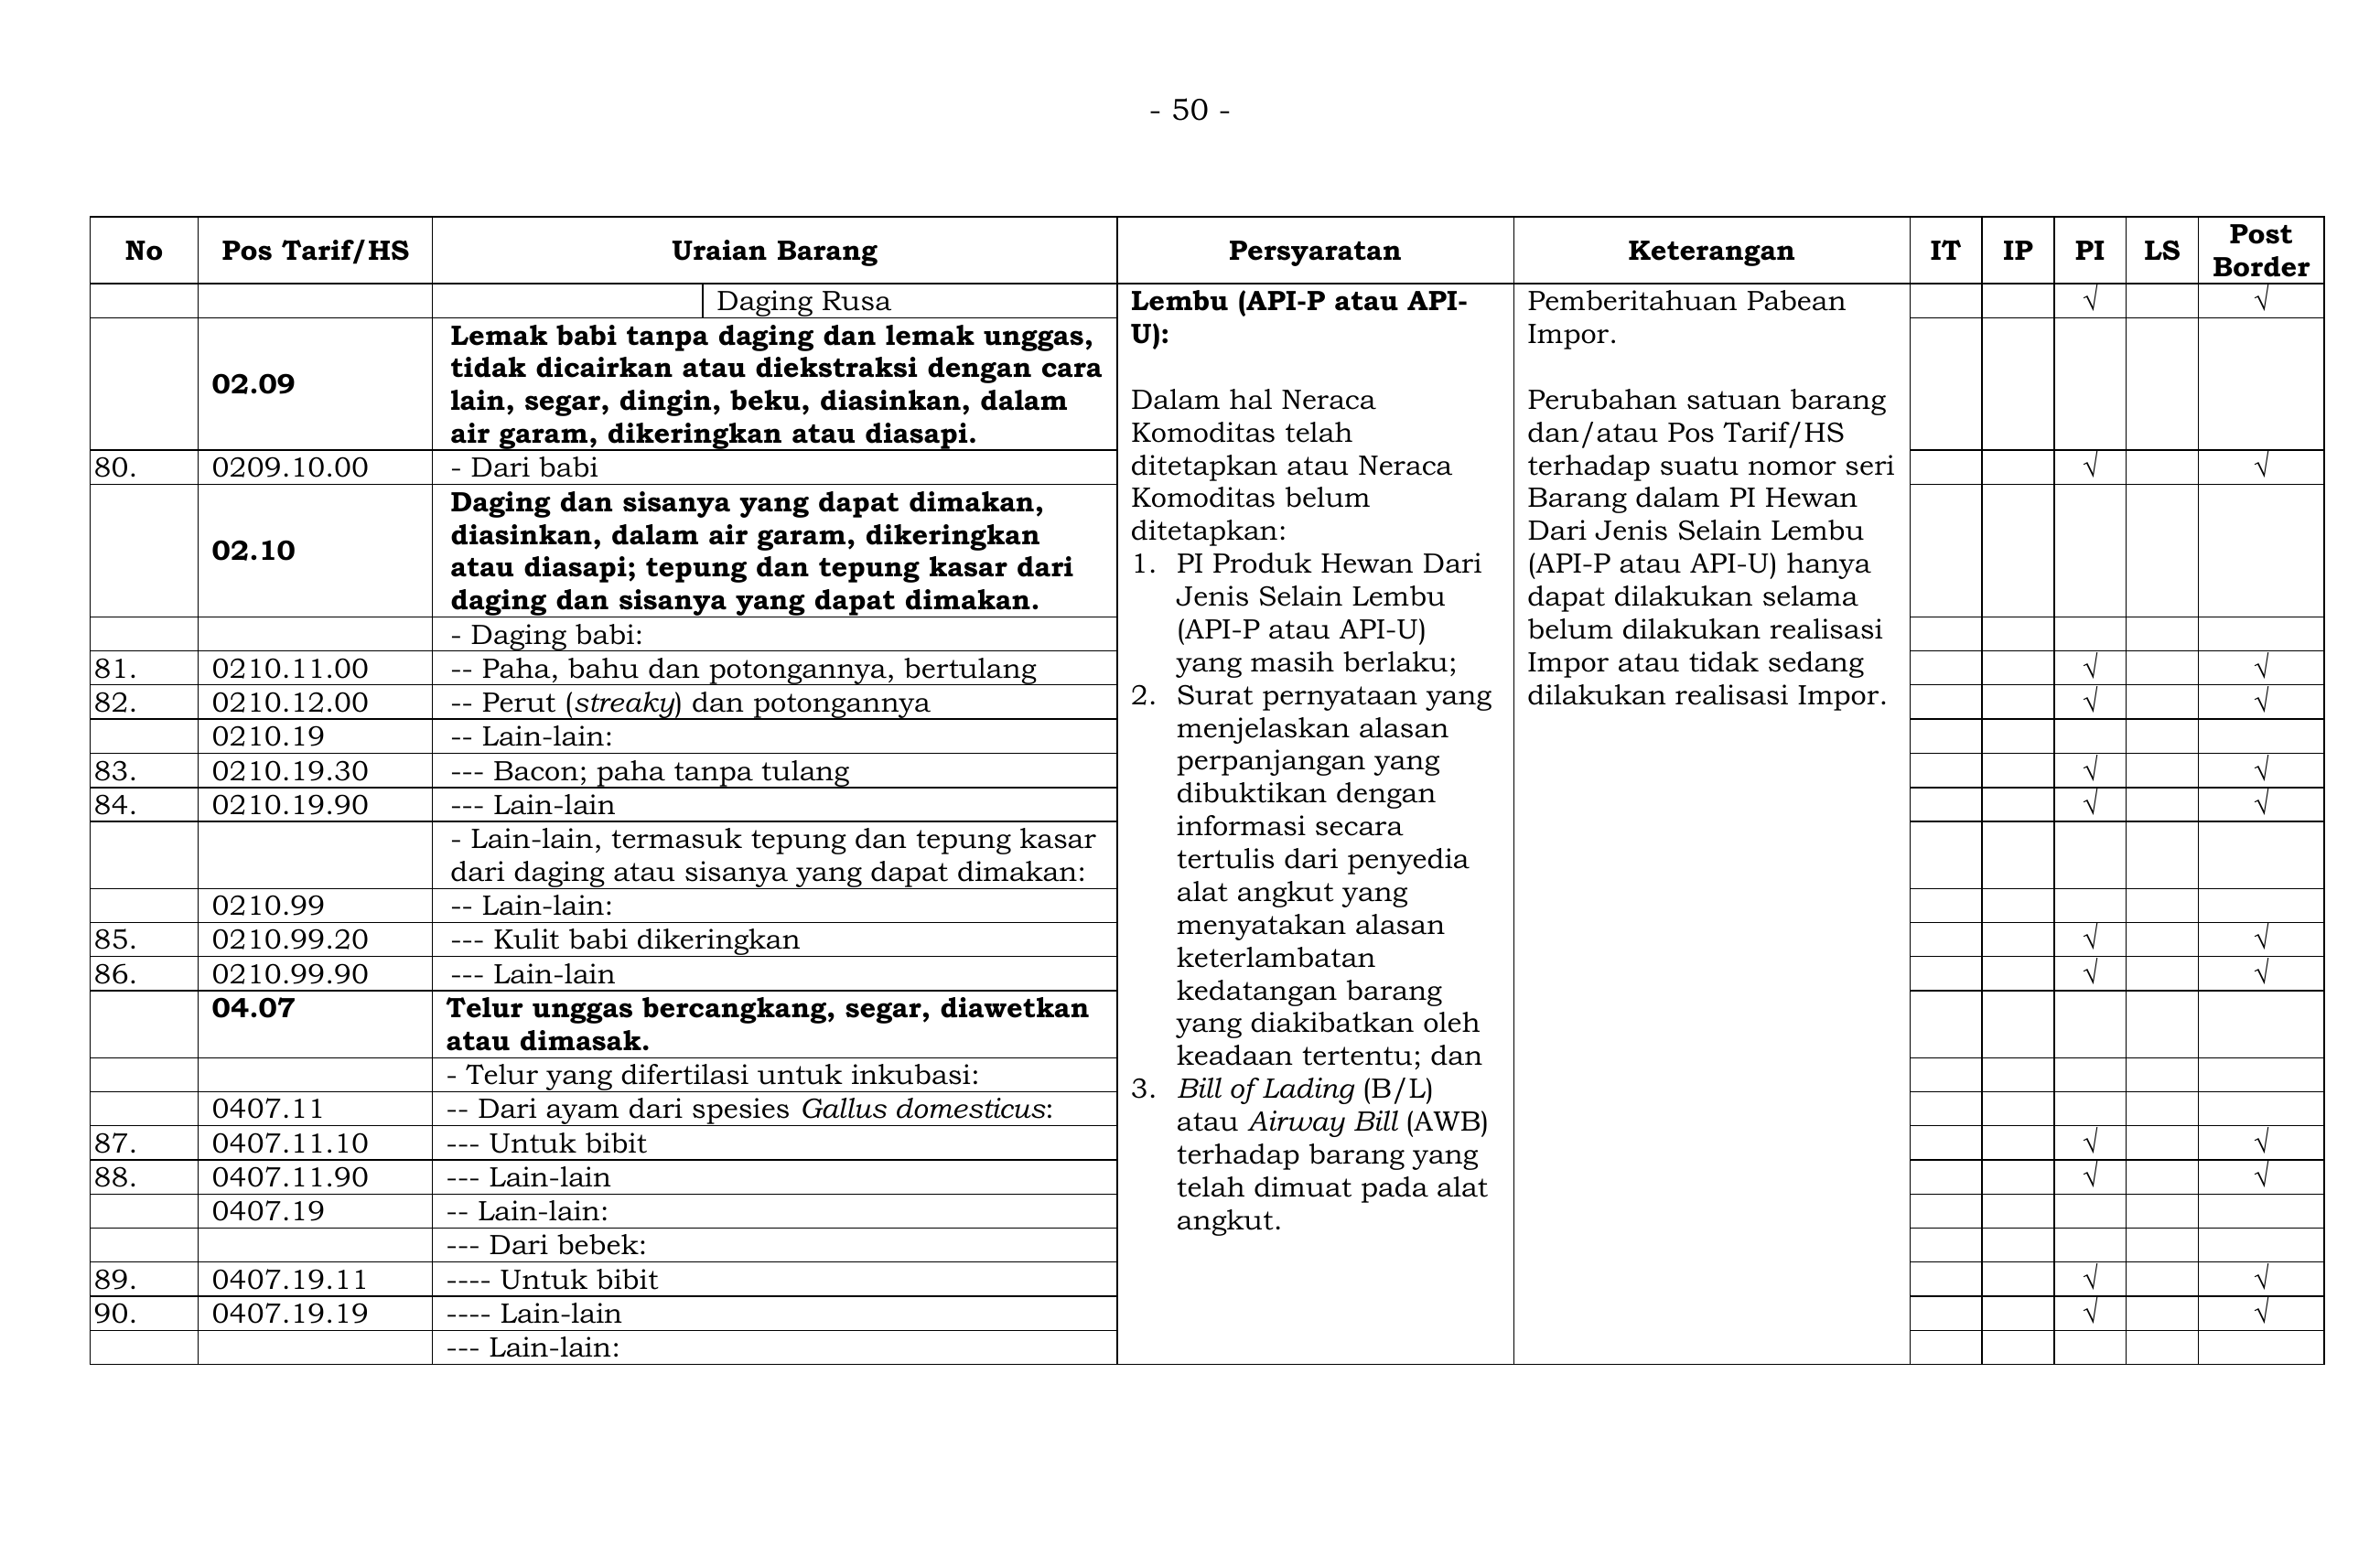 - 50 -
No Pos Tarif/HS Uraian Barang Persyaratan Keterangan IT IP PI LS Post Border
Daging Rusa √ √
02.09 Lemak babi tanpa daging dan lemak unggas,
tidak dicairkan atau diekstraksi dengan cara
lain, segar, dingin, beku, diasinkan, dalam
air garam, dikeringkan atau diasapi.
80. 0209.10.00 - Dari babi √ √
02.10 Daging dan sisanya yang dapat dimakan,
diasinkan, dalam air garam, dikeringkan
atau diasapi; tepung dan tepung kasar dari
daging dan sisanya yang dapat dimakan.
- Daging babi:
81. 0210.11.00 -- Paha, bahu dan potongannya, bertulang √ √
82. 0210.12.00 -- Perut (streaky) dan potongannya √ √
0210.19 -- Lain-lain:
83. 0210.19.30 --- Bacon; paha tanpa tulang √ √
84. 0210.19.90 --- Lain-lain √ √
- Lain-lain, termasuk tepung dan tepung kasar
dari daging atau sisanya yang dapat dimakan:
0210.99 -- Lain-lain:
85. 0210.99.20 --- Kulit babi dikeringkan √ √
86. 0210.99.90 --- Lain-lain √ √
04.07 Telur unggas bercangkang, segar, diawetkan
atau dimasak.
- Telur yang difertilasi untuk inkubasi:
0407.11 -- Dari ayam dari spesies Gallus domesticus:
87. 0407.11.10 --- Untuk bibit √ √
88. 0407.11.90 --- Lain-lain √ √
0407.19 -- Lain-lain:
--- Dari bebek:
89. 0407.19.11 ---- Untuk bibit √ √
90. 0407.19.19 ---- Lain-lain √ √
--- Lain-lain:
Lembu (API-P atau API-
U):
Dalam hal Neraca
Komoditas telah
ditetapkan atau Neraca
Komoditas belum
ditetapkan:
1. PI Produk Hewan Dari
Jenis Selain Lembu
(API-P atau API-U)
yang masih berlaku;
2. Surat pernyataan yang
menjelaskan alasan
perpanjangan yang
dibuktikan dengan
informasi secara
tertulis dari penyedia
alat angkut yang
menyatakan alasan
keterlambatan
kedatangan barang
yang diakibatkan oleh
keadaan tertentu; dan
3. Bill of Lading (B/L)
atau Airway Bill (AWB)
terhadap barang yang
telah dimuat pada alat
angkut.
Pemberitahuan Pabean
Impor.
Perubahan satuan barang
dan/atau Pos Tarif/HS
terhadap suatu nomor seri
Barang dalam PI Hewan
Dari Jenis Selain Lembu
(API-P atau API-U) hanya
dapat dilakukan selama
belum dilakukan realisasi
Impor atau tidak sedang
dilakukan realisasi Impor.